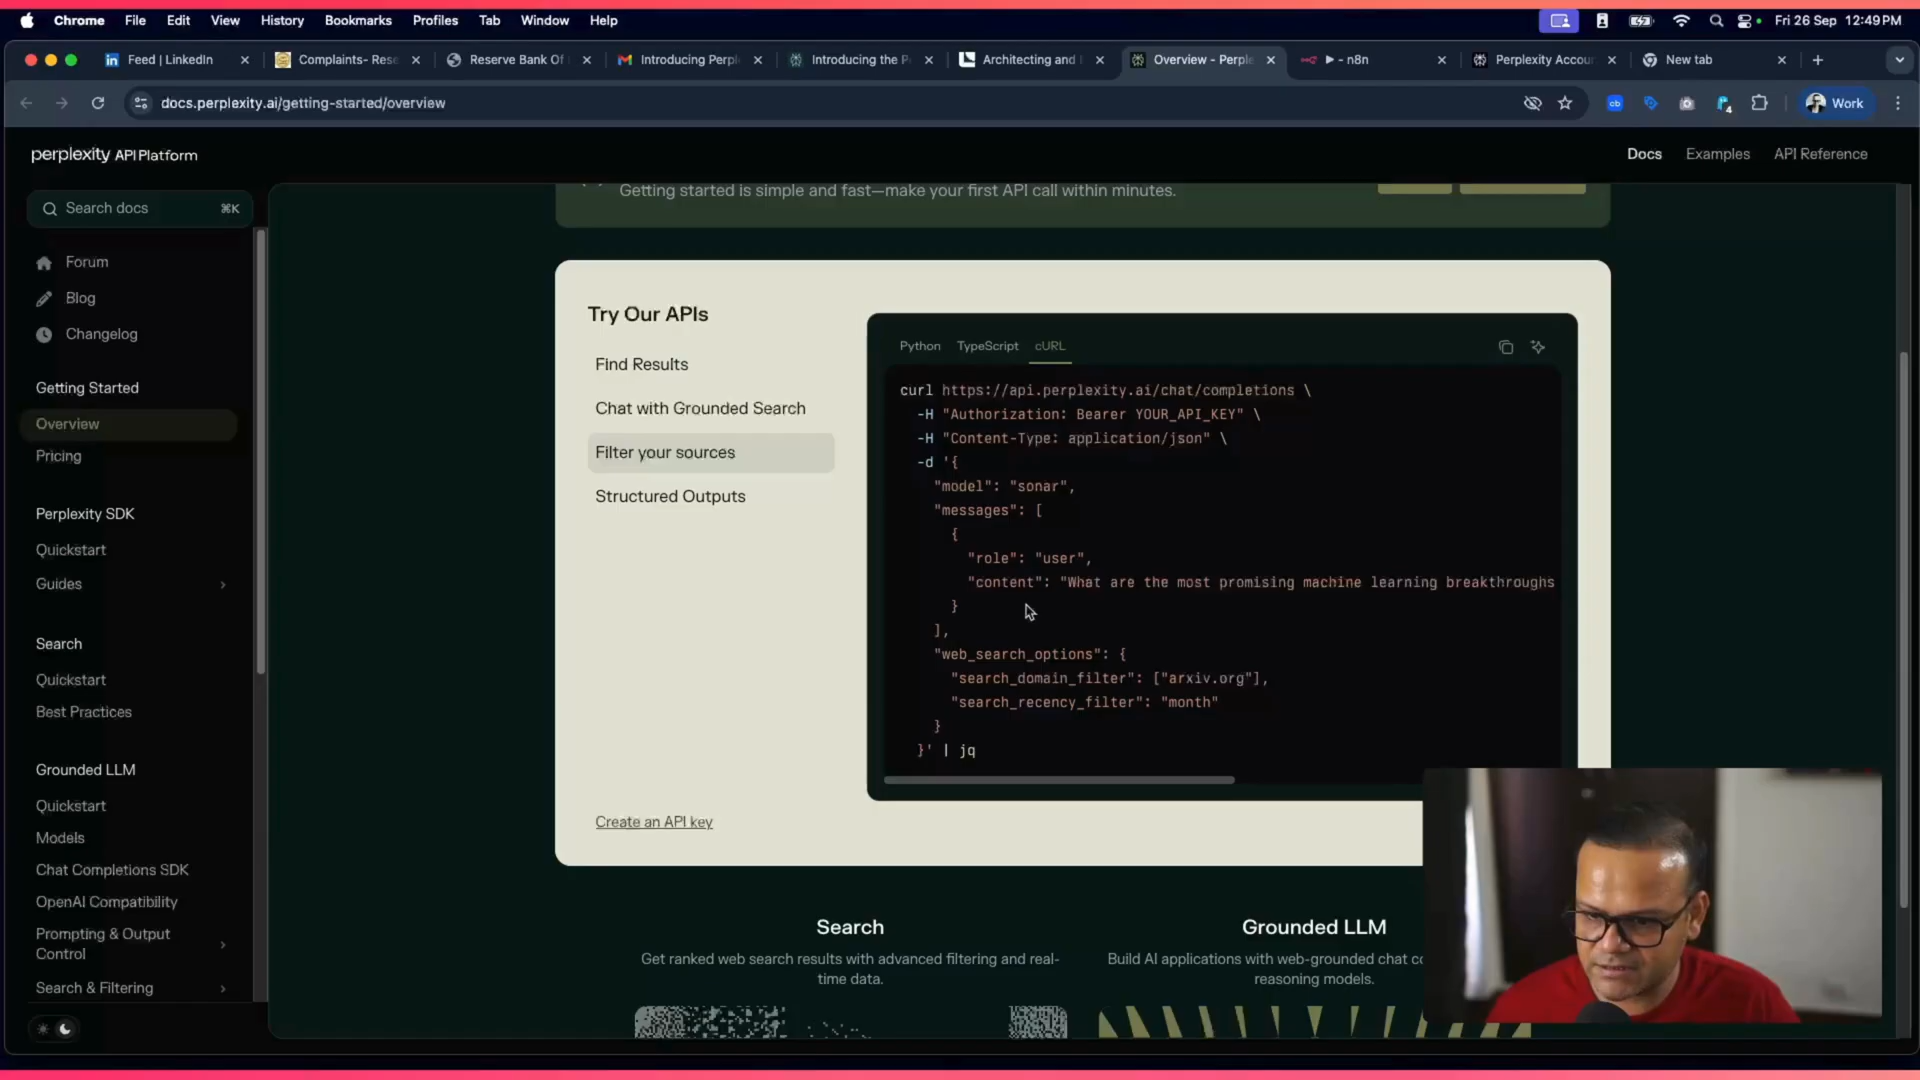 Chrome File Edit View History Bookmarks Profiles Tab Window Help Fri 26 Sep 12:49 PM
Feed | LinkedIn
Complaints- Rese
Reserve Bank Of
Introducing Perpl
Introducing the P
Architecting and
Overview - Perple
- n8n
Perplexity Accou
New tab
docs.perplexity.ai/getting-started/overview
cb
4
Work
perplexity API Platform
Docs Examples API Reference
Search docs ⌘K
Forum
Blog
Changelog
Getting Started
Overview
Pricing
Perplexity SDK
Quickstart
Guides
Search
Quickstart
Best Practices
Grounded LLM
Quickstart
Models
Chat Completions SDK
OpenAI Compatibility
Prompting & Output
Control
Search & Filtering
Getting started is simple and fast—make your first API call within minutes.
Try Our APIs
Find Results
Chat with Grounded Search
Filter your sources
Structured Outputs
Create an API key
Python TypeScript cURL
curl https://api.perplexity.ai/chat/completions \
-H "Authorization: Bearer YOUR_API_KEY" \
-H "Content-Type: application/json" \
-d '{
"model": "sonar",
"messages": [
{
"role": "user",
"content": "What are the most promising machine learning breakthroughs
}
],
"web_search_options": {
"search_domain_filter": ["arxiv.org"],
"search_recency_filter": "month"
}
}' | jq
Search
Get ranked web search results with advanced filtering and real-
time data.
Grounded LLM
Build AI applications with web-grounded chat co
reasoning models.